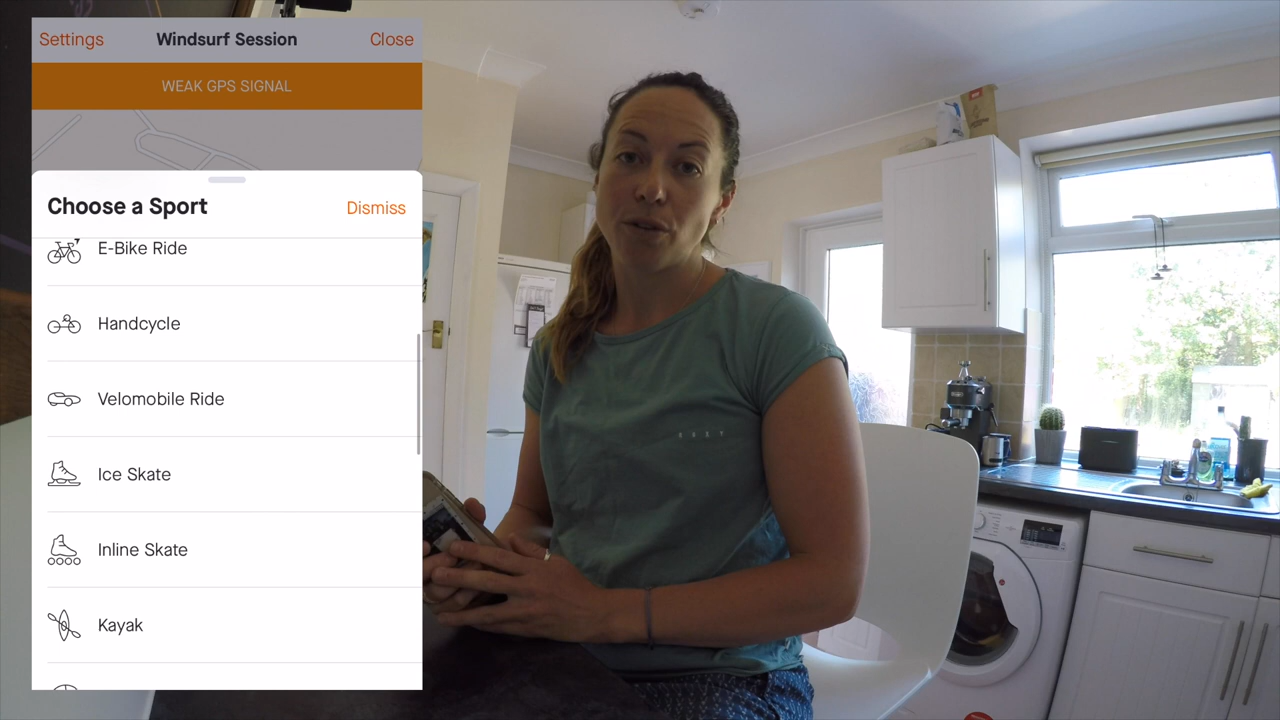 Settings
Windsurf Session
Close
WEAK GPS SIGNAL
Choose a Sport
Dismiss
E-Bike Ride
Handcycle
Velomobile Ride
Ice Skate
Inline Skate
Kayak